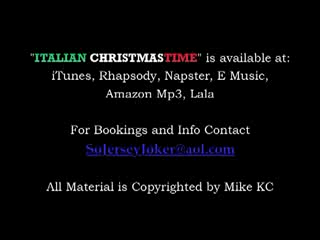 "ITALIAN CHRISTMASTIME" is available at:
iTunes, Rhapsody, Napster, E Music,
Amazon Mp3, Lala
For Bookings and Info Contact
SoJerseyJoker@aol.com
All Material is Copyrighted by Mike KC